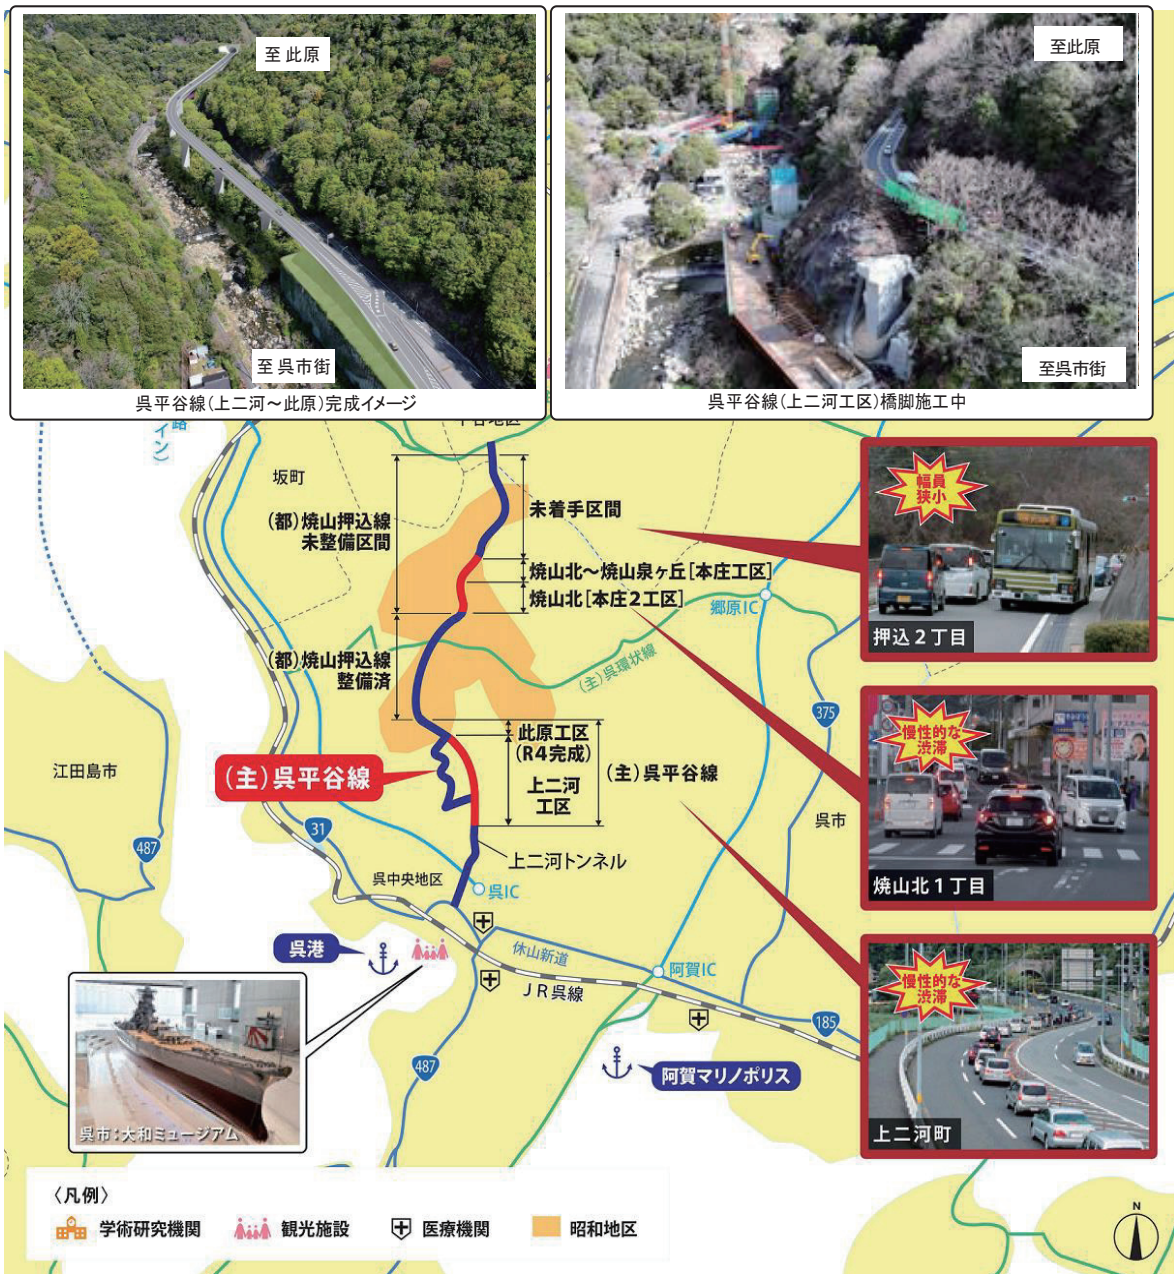 至 此原
至 呉市街
呉平谷線(上二河～此原)完成イメージ
至此原
至呉市街
呉平谷線(上二河工区)橋脚施工中
坂町
(都)焼山押込線
未整備区間
未着手区間
焼山北～焼山泉ヶ丘[本庄工区]
焼山北[本庄2工区]
郷原IC
(主)呉環状線
(都)焼山押込線
整備済
375
此原工区
(R4完成)
上二河
工区
(主)呉平谷線
(主)呉平谷線
江田島市
呉市
487
31
上二河トンネル
呉中央地区
呉IC
呉港
休山新道
阿賀IC
JR呉線
185
487
阿賀マリノポリス
呉市:大和ミュージアム
幅員
狭小
押込2丁目
慢性的な
渋滞
焼山北1丁目
慢性的な
渋滞
上二河町
〈凡例〉
学術研究機関
観光施設
医療機関
昭和地区
N